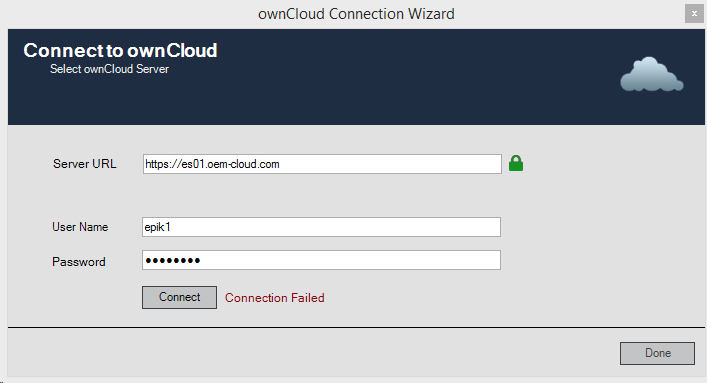 ownCloud Connection Wizard
x
Connect to ownCloud
Select ownCloud Server
Server URL
https://es01.oem-cloud.com
User Name
epik1
Password
●●●●●●●●
Connect
Connection Failed
Done